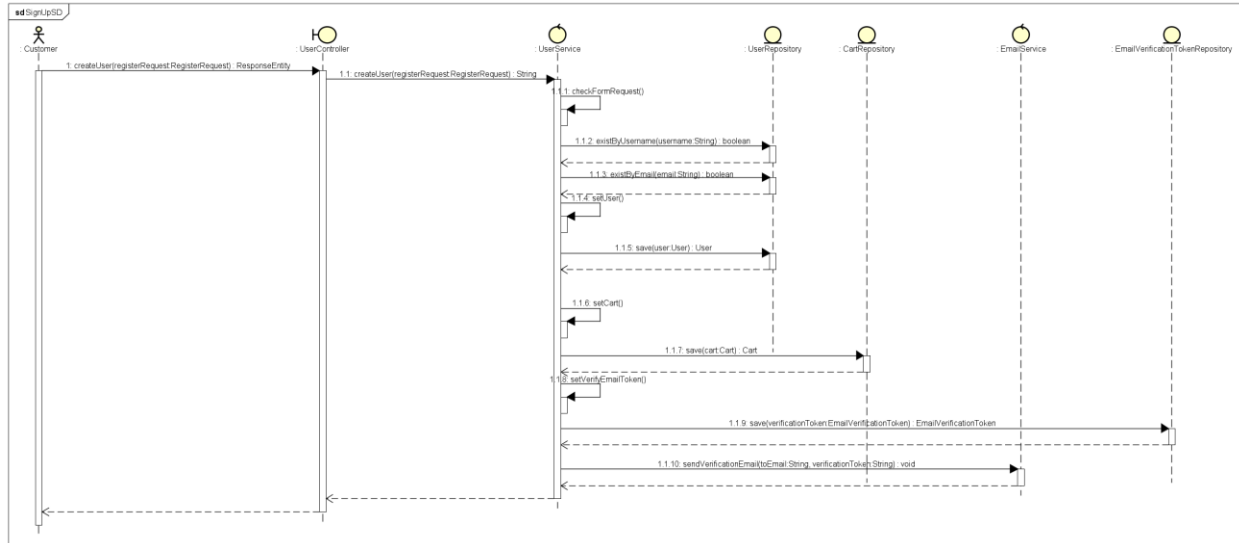 sd SignUpSD
: Customer
: UserController
: UserService
: UserRepository
: CartRepository
: EmailService
: EmailVerificationTokenRepository
1: createUser(registerRequest:RegisterRequest) : ResponseEntity
1.1: createUser(registerRequest:RegisterRequest) : String
1.1.1: checkFormRequest()
1.1.2: existByUsername(username:String) : boolean
1.1.3: existByEmail(email:String) : boolean
1.1.4: setUser()
1.1.5: save(user:User) : User
1.1.6: setCart()
1.1.7: save(cart:Cart) : Cart
1.1.8: setVerifyEmailToken()
1.1.9: save(verificationToken:EmailVerificationToken) : EmailVerificationToken
1.1.10: sendVerificationEmail(toEmail:String, verificationToken:String) : void